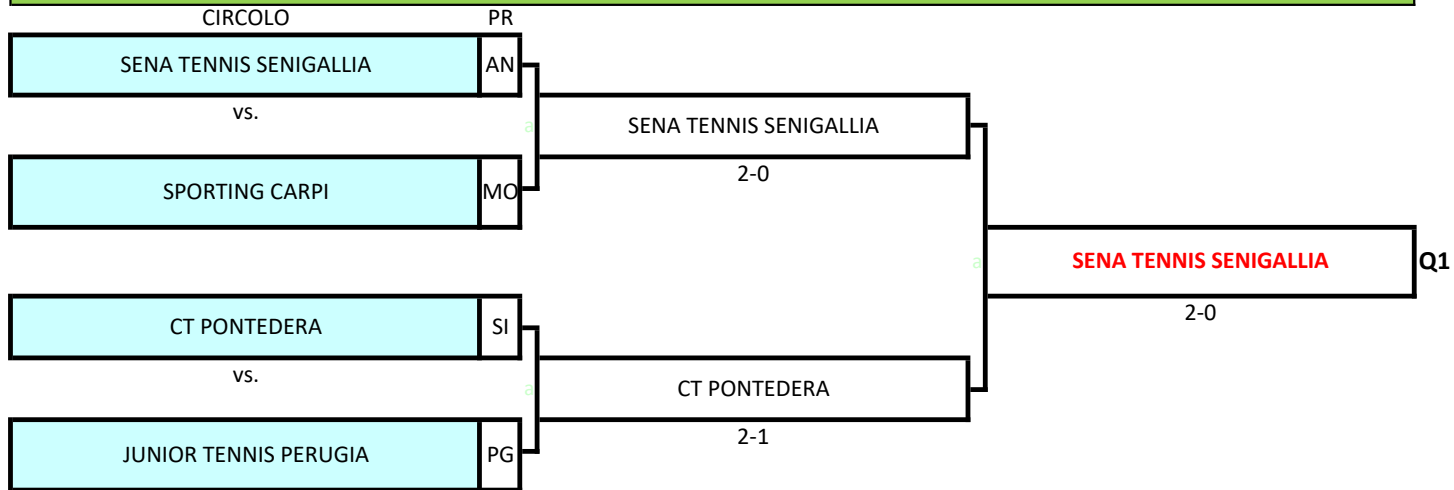 CIRCOLO PR
SENA TENNIS SENIGALLIA AN
vs.
a
SENA TENNIS SENIGALLIA
2-0
SPORTING CARPI MO
a
SENA TENNIS SENIGALLIA Q1
2-0
CT PONTEDERA SI
vs.
a
CT PONTEDERA
2-1
JUNIOR TENNIS PERUGIA PG